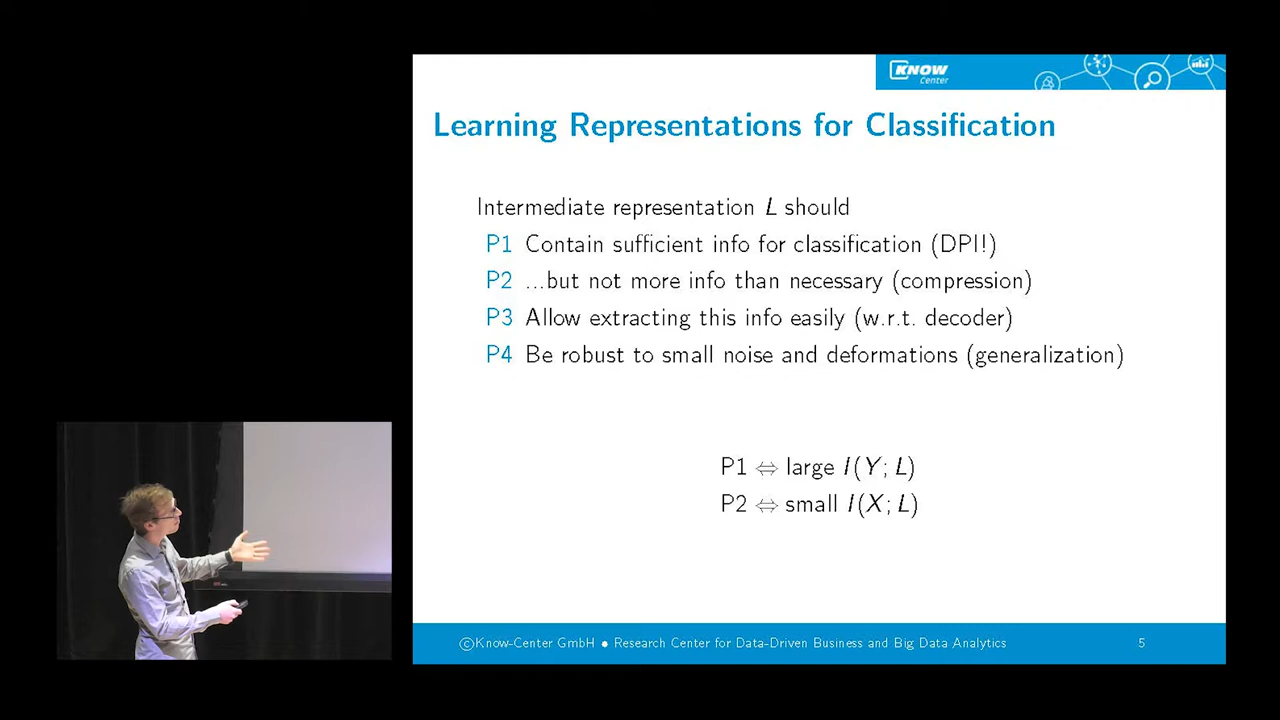 KNOW
Center
Learning Representations for Classification
Intermediate representation L should
P1 Contain sufficient info for classification (DPI!)
P2 ...but not more info than necessary (compression)
P3 Allow extracting this info easily (w.r.t. decoder)
P4 Be robust to small noise and deformations (generalization)
P1 ⇔ large I(Y; L)
P2 ⇔ small I(X; L)
©Know-Center GmbH • Research Center for Data-Driven Business and Big Data Analytics 5